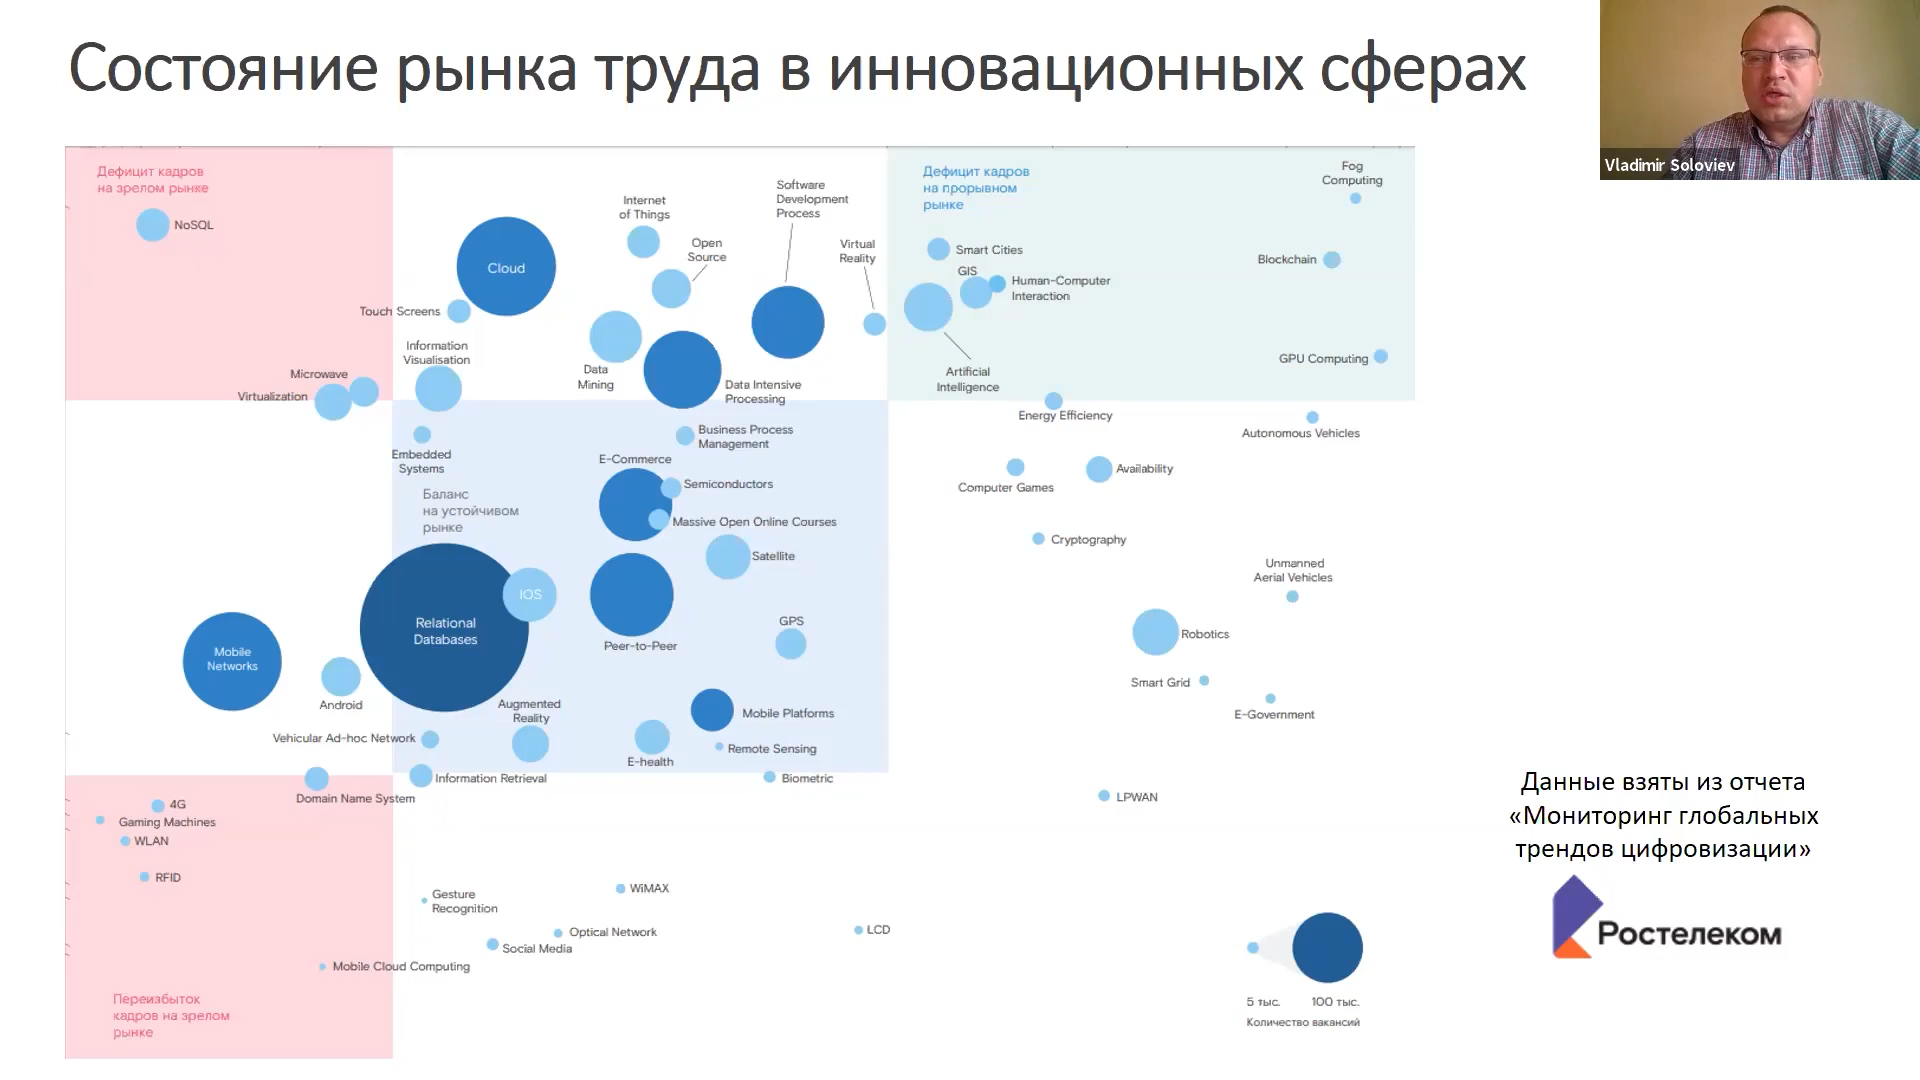 Состояние рынка труда в инновационных сферах
Vladimir Soloviev
Дефицит кадров
на зрелом рынке
NoSQL
Cloud
Touch Screens
Information
Visualisation
Microwave
Virtualization
Internet
of Things
Open
Source
Software
Development
Process
Virtual
Reality
Data
Mining
Data Intensive
Processing
Дефицит кадров
на прорывном
рынке
Fog
Computing
Smart Cities
GIS
Human-Computer
Interaction
Blockchain
Artificial
Intelligence
GPU Computing
Energy Efficiency
Autonomous Vehicles
Computer Games
Availability
Cryptography
Unmanned
Aerial Vehicles
Robotics
Smart Grid
E-Government
LPWAN
Embedded
Systems
Баланс
на устойчивом
рынке
Business Process
Management
E-Commerce
Semiconductors
Massive Open Online Courses
Satellite
IOS
Relational
Databases
Peer-to-Peer
GPS
Mobile
Networks
Android
Augmented
Reality
Mobile Platforms
Vehicular Ad-hoc Network
Remote Sensing
E-health
Information Retrieval
Biometric
Domain Name System
4G
Gaming Machines
WLAN
RFID
Gesture
Recognition
WiMAX
Optical Network
Social Media
LCD
Mobile Cloud Computing
Переизбыток
кадров на зрелом
рынке
5 тыс.
100 тыс.
Количество вакансий
Данные взяты из отчета
«Мониторинг глобальных
трендов цифровизации»
Ростелеком